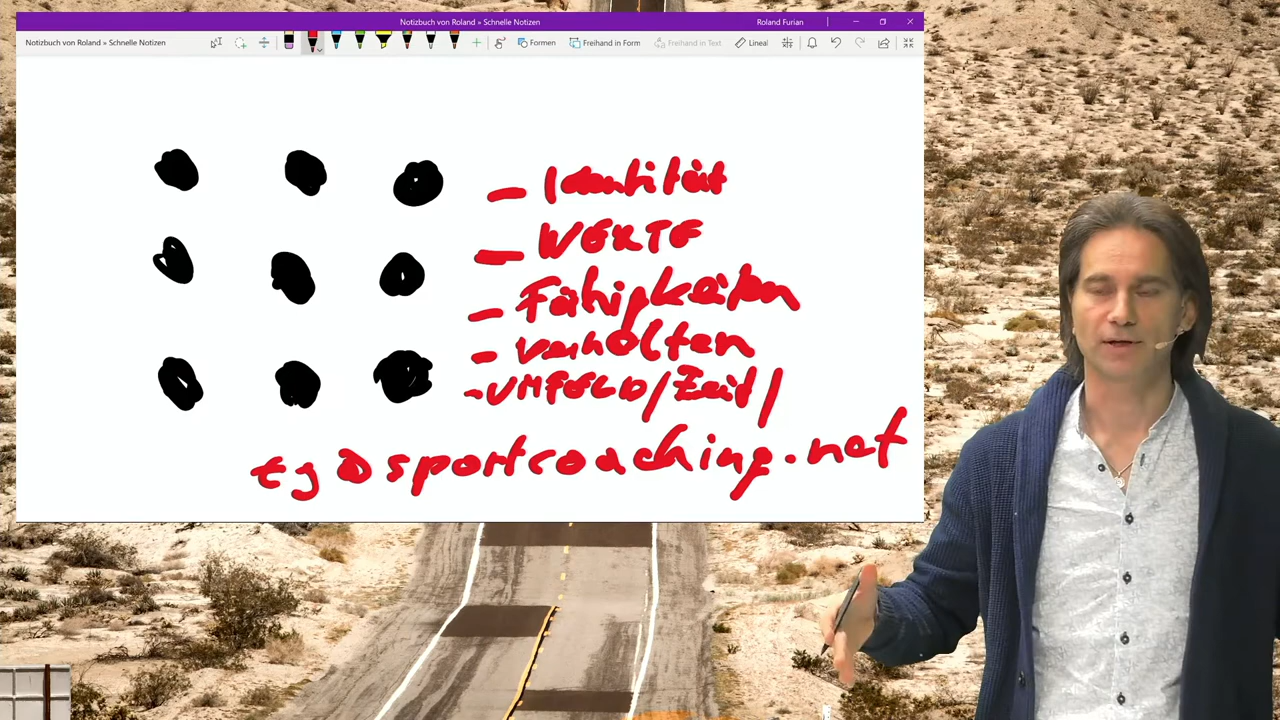 Notizbuch von Roland » Schnelle Notizen
Roland Furian
Notizbuch von Roland » Schnelle Notizen
Formen
Freihand in Form
Freihand in Text
Lineal
- Identität
- WERTE
- Fähigkeiten
- verhalten
- UMFELD/Zeit/
tg@sportcoaching.net